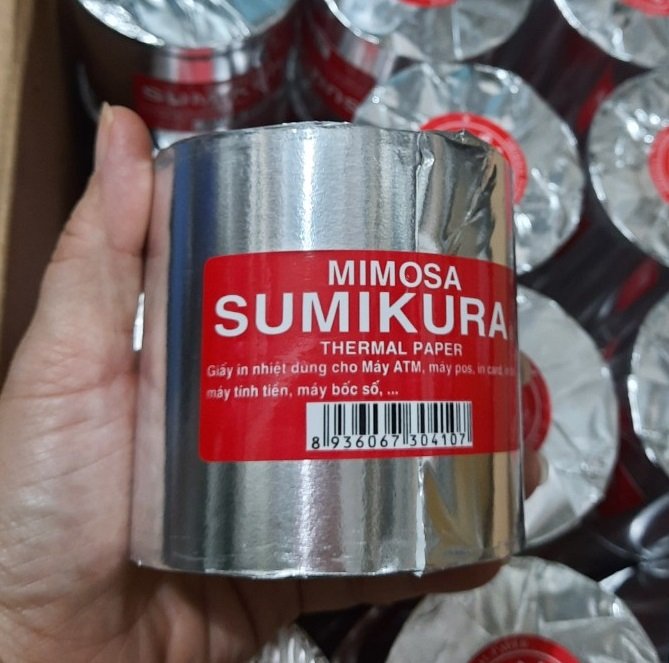 MIMOSA
SUMIKURA
THERMAL PAPER
Giấy in nhiệt dùng cho Máy ATM, máy pos, in card,
máy tính tiền, máy bốc số, ...
8 936067 304107